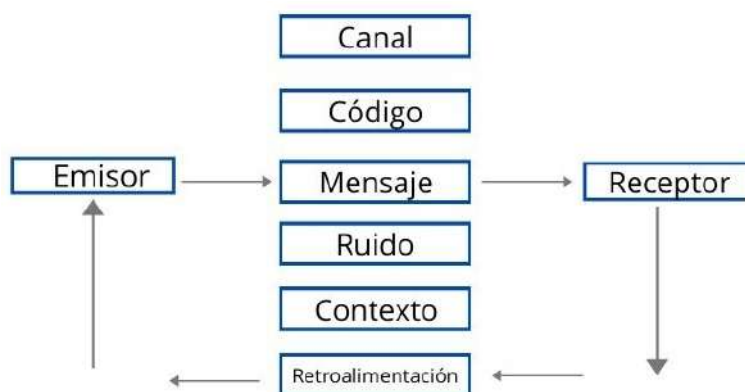 Canal
Código
Emisor
Mensaje
Receptor
Ruido
Contexto
Retroalimentación